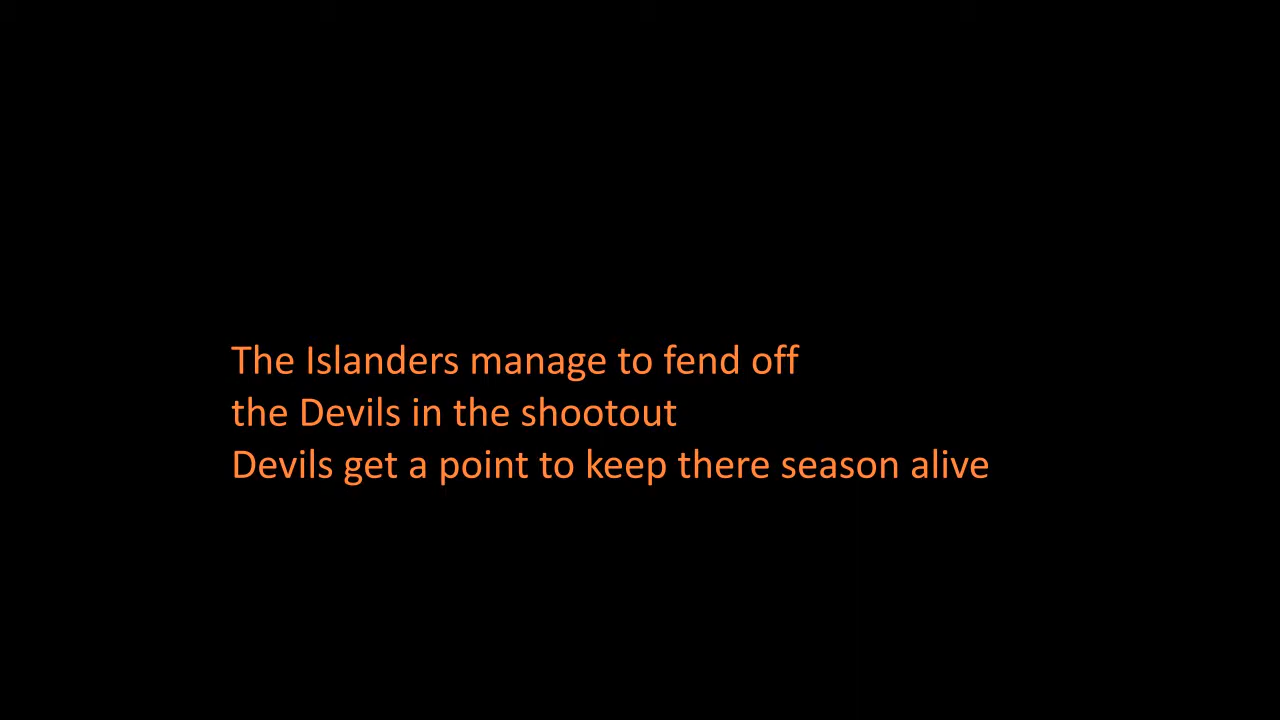 The Islanders manage to fend off
the Devils in the shootout
Devils get a point to keep there season alive